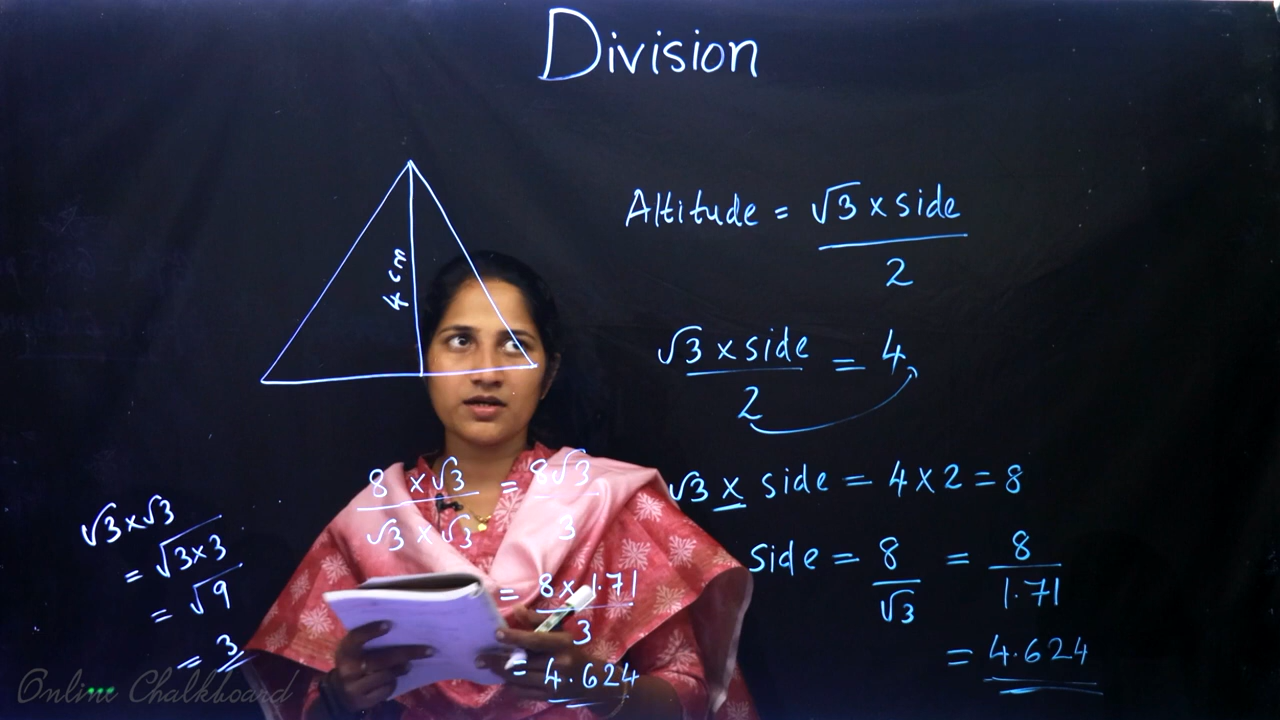 Division
4 cm
Altitude = √3 × side
2
√3 × side = 4
2
√3 × side = 4 × 2 = 8
side = 8 = 8
√3 1.71
= 4.624
8 × √3 = 8√3
√3 × √3 3
= 8 × 1.71
3
= 4.624
√3 × √3
= √3×3
= √9
= 3
Online Chalkboard